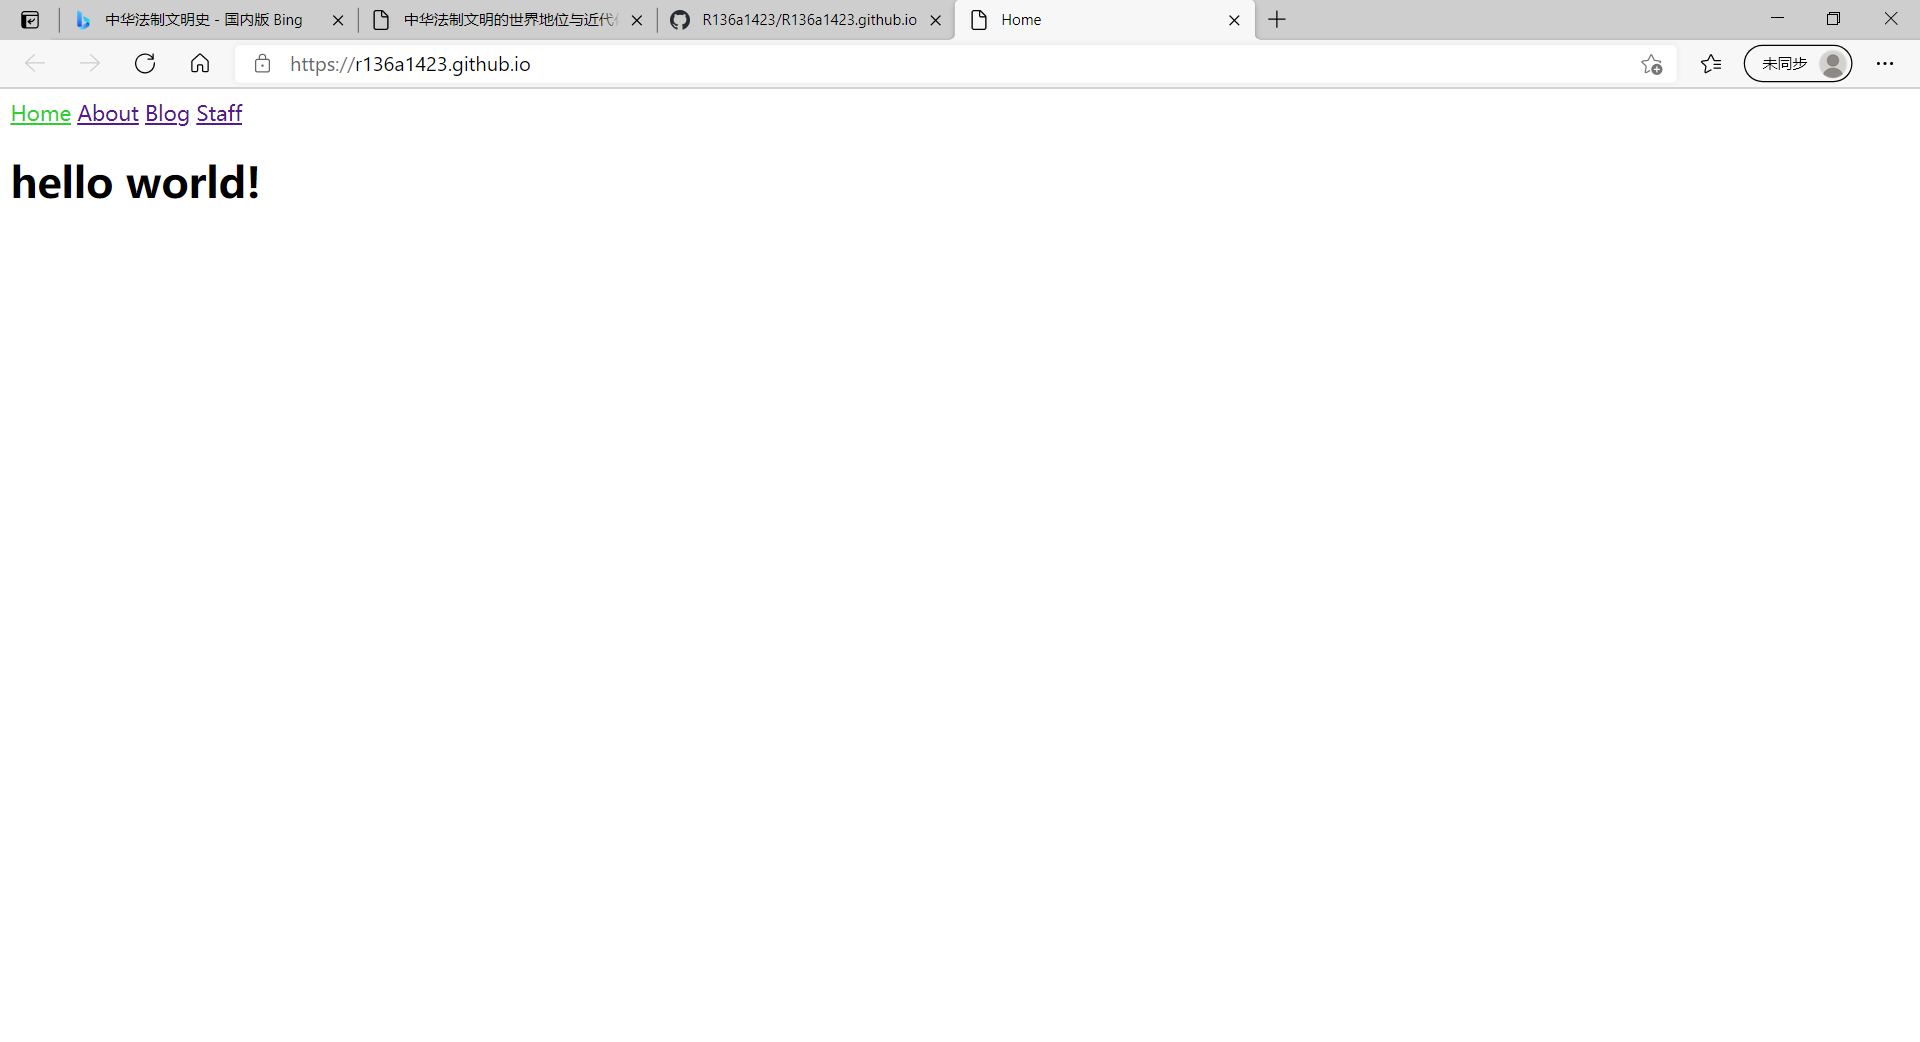 中华法制文明史 - 国内版 Bing
中华法制文明的世界地位与近代
R136a1423/R136a1423.github.io
Home
https://r136a1423.github.io
未同步
Home About Blog Staff
hello world!